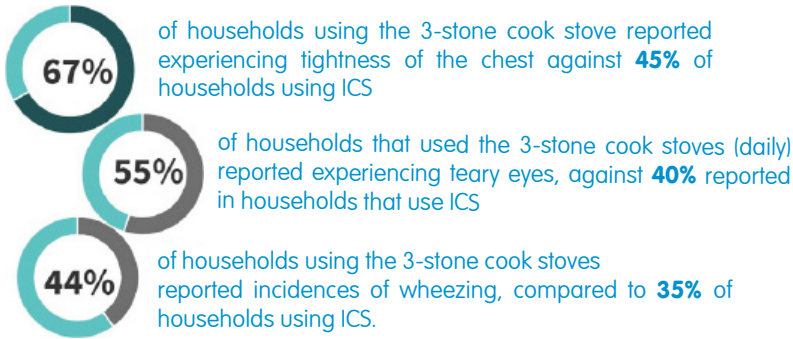 67%
of households using the 3-stone cook stove reported
experiencing tightness of the chest against 45% of
households using ICS
55%
of households that used the 3-stone cook stoves (daily)
reported experiencing teary eyes, against 40% reported
in households that use ICS
44%
of households using the 3-stone cook stoves
reported incidences of wheezing, compared to 35% of
households using ICS.